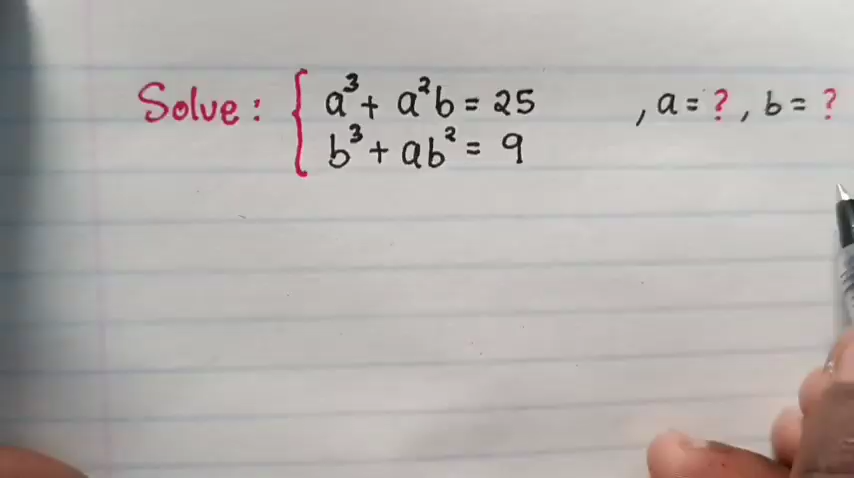 Solve: { a³ + a²b = 25 , a = ? , b = ?
b³ + ab² = 9